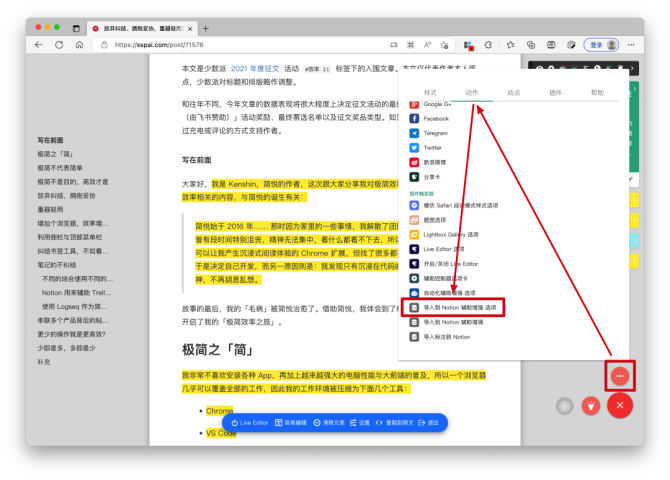 放弃纠结、拥抱妥协，重器轻用
https://sspai.com/post/71576
登录
本文是少数派 2021 年度征文 活动 #效率 21 标签下的入围文章。本文仅代表作者本人观
点，少数派对标题和排版略作调整。
和往年不同，今年文章的数据表现将很大程度上决定征文活动的最
（由飞书赞助）」活动奖励、最终票选名单以及征文奖品类型。如
过充电或评论的方式支持作者。
写在前面
极简之「简」
极简不代表简单
极简不是目的，高效才是
放弃纠结，拥抱妥协
重器轻用
增加个浏览器、效率增...
利用侧栏与顶部菜单栏
纠结书签工具，不如看...
笔记的不纠结
不同的场合使用不同的...
Notion 用来辅助 Trell...
使用 Logseq 作为简...
串联多个产品背后的粘...
更少的操作就是更高效?
少即是多，多即是少
补充
写在前面
大家好，我是 Kenshin，简悦的作者，这次跟大家分享我对极简效
效率相关的内容，与简悦的诞生有关：
简悦始于 2016 年…… 那时因为家里的一些事情，我解散了团
曾有段时间特别沮丧，精神无法集中，看什么都看不下去，所
可以让我产生沉浸式阅读体验的 Chrome 扩展，但找了很多都
于是决定自己开发。而另一原因则是：我发现只有沉浸在代码
神，不再胡思乱想。
故事的最后，我的「毛病」被简悦治愈了。借助简悦，我体会到了
开启了我的「极简效率之旅」。
极简之「简」
我非常不喜欢安装各种 App，再加上越来越强大的电脑性能与大前端的普及，所以一个浏览器
几乎可以覆盖全部的工作，因此我的工作环境被压缩为下面几个工具：
Chrome
VS Code
样式 动作 站点 插件 帮助
Google G+
Facebook
Telegram
Twitter
新浪微博
分享卡
插件触发器
模仿 Safari 阅读模式样式选项
题图选项
Lightbox Gallery 选项
Live Editor 选项
开启/关闭 Live Editor
辅助控制器选项卡
自动化辅助增强 选项
导入到 Notion 辅助增强 选项
导入到 Notion 辅助增强
导入标注到 Notion
Live Editor 简易编辑 清除元素 设置 复制到原文 退出